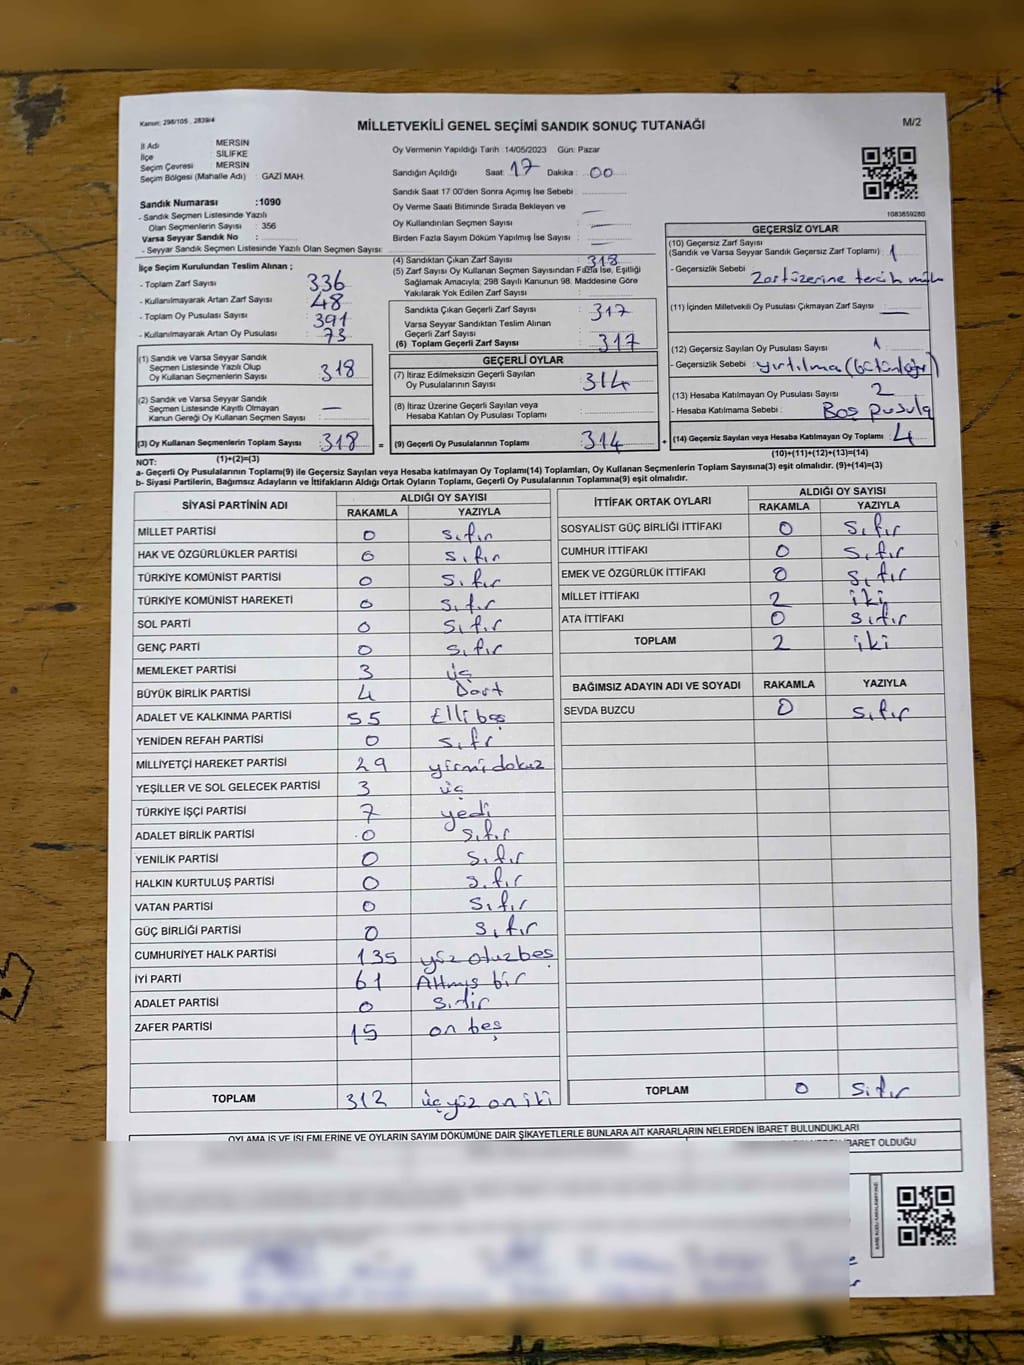 Kanun: 298/105 , 2839/4
MİLLETVEKİLİ GENEL SEÇİMİ SANDIK SONUÇ TUTANAĞI
M/2
İl Adı : MERSİN
İlçe : SİLİFKE
Seçim Çevresi : MERSİN
Seçim Bölgesi (Mahalle Adı) : GAZİ MAH.
Sandık Numarası :1090
- Sandık Seçmen Listesinde Yazılı
Olan Seçmenlerin Sayısı : 356
Varsa Seyyar Sandık No :
- Seyyar Sandık Seçmen Listesinde Yazılı Olan Seçmen Sayısı:
Oy Vermenin Yapıldığı Tarih :14/05/2023 Gün: Pazar
Sandığın Açıldığı Saat: 17 Dakika : 00
Sandık Saat 17:00'den Sonra Açımış İse Sebebi :
Oy Verme Saati Bitiminde Sırada Bekleyen ve
Oy Kullandırılan Seçmen Sayısı : —
Birden Fazla Sayım Döküm Yapılmış İse Sayısı : —
1083859280
İlçe Seçim Kurulundan Teslim Alınan ;
- Toplam Zarf Sayısı : 336
- Kullanılmayarak Artan Zarf Sayısı : 48
- Toplam Oy Pusulası Sayısı : 391
- Kullanılmayarak Artan Oy Pusulası : 73
(1) Sandık ve Varsa Seyyar Sandık
Seçmen Listesinde Yazılı Olup
Oy Kullanan Seçmenlerin Sayısı : 318
(2) Sandık ve Varsa Seyyar Sandık
Seçmen Listesinde Kayıtlı Olmayan
Kanun Gereği Oy Kullanan Seçmen Sayısı : —
(3) Oy Kullanan Seçmenlerin Toplam Sayısı : 318 =
(1)+(2)=(3)
(4) Sandıktan Çıkan Zarf Sayısı : 318
(5) Zarf Sayısı Oy Kullanan Seçmen Sayısından Fazla İse, Eşitliği
Sağlamak Amacıyla; 298 Sayılı Kanunun 98. Maddesine Göre
Yakılarak Yok Edilen Zarf Sayısı :
Sandıkta Çıkan Geçerli Zarf Sayısı : 317
Varsa Seyyar Sandıktan Teslim Alınan
Geçerli Zarf Sayısı :
(6) Toplam Geçerli Zarf Sayısı : 317
GEÇERLİ OYLAR
(7) İtiraz Edilmeksizin Geçerli Sayılan
Oy Pusulalarının Sayısı : 314
(8) İtiraz Üzerine Geçerli Sayılan veya
Hesaba Katılan Oy Pusulası Toplamı :
(9) Geçerli Oy Pusulalarının Toplamı : 314 +
GEÇERSİZ OYLAR
(10) Geçersiz Zarf Sayısı
(Sandık ve Varsa Seyyar Sandık Geçersiz Zarf Toplamı) : 1
- Geçersizlik Sebebi : Zarf üzerine tercih
(11) İçinden Milletvekili Oy Pusulası Çıkmayan Zarf Sayısı : —
(12) Geçersiz Sayılan Oy Pusulası Sayısı : 1
- Geçersizlik Sebebi : yırtılma
(13) Hesaba Katılmayan Oy Pusulası Sayısı : 2
- Hesaba Katılmama Sebebi : Boş pusula
(14) Geçersiz Sayılan veya Hesaba Katılmayan Oy Toplamı : 4
(10)+(11)+(12)+(13)=(14)
NOT:
a- Geçerli Oy Pusulalarının Toplamı(9) ile Geçersiz Sayılan veya Hesaba katılmayan Oy Toplamı(14) Toplamları, Oy Kullanan Seçmenlerin Toplam Sayısına(3) eşit olmalıdır. (9)+(14)=(3)
b- Siyasi Partilerin, Bağımsız Adayların ve İttifakların Aldığı Ortak Oyların Toplamı, Geçerli Oy Pusulalarının Toplamına(9) eşit olmalıdır.
SİYASİ PARTİNİN ADI ALDIĞI OY SAYISI
RAKAMLA YAZIYLA
MİLLET PARTİSİ 0 sıfır
HAK VE ÖZGÜRLÜKLER PARTİSİ 0 sıfır
TÜRKİYE KOMÜNİST PARTİSİ 0 sıfır
TÜRKİYE KOMÜNİST HAREKETİ 0 sıfır
SOL PARTİ 0 sıfır
GENÇ PARTİ 0 sıfır
MEMLEKET PARTİSİ 3 üç
BÜYÜK BİRLİK PARTİSİ 4 Dört
ADALET VE KALKINMA PARTİSİ 55 Ellibeş
YENİDEN REFAH PARTİSİ 0 sıfr
MİLLİYETÇİ HAREKET PARTİSİ 29 yirmidokuz
YEŞİLLER VE SOL GELECEK PARTİSİ 3 üç
TÜRKİYE İŞÇİ PARTİSİ 7 yedi
ADALET BİRLİK PARTİSİ 0 sıfır
YENİLİK PARTİSİ 0 sıfır
HALKIN KURTULUŞ PARTİSİ 0 sıfır
VATAN PARTİSİ 0 sıfır
GÜÇ BİRLİĞİ PARTİSİ 0 sıfır
CUMHURİYET HALK PARTİSİ 135 yüz otuzbeş
İYİ PARTİ 61 Altmış bir
ADALET PARTİSİ 0 sıfır
ZAFER PARTİSİ 15 on beş
TOPLAM 312 üçyüz on iki
İTTİFAK ORTAK OYLARI ALDIĞI OY SAYISI
RAKAMLA YAZIYLA
SOSYALİST GÜÇ BİRLİĞİ İTTİFAKI 0 sıfır
CUMHUR İTTİFAKI 0 sıfır
EMEK VE ÖZGÜRLÜK İTTİFAKI 0 sıfır
MİLLET İTTİFAKI 2 iki
ATA İTTİFAKI 0 sıfır
TOPLAM 2 iki
BAĞIMSIZ ADAYIN ADI VE SOYADI RAKAMLA YAZIYLA
SEVDA BUZCU 0 sıfır
TOPLAM 0 sıfır
OYLAMA İŞ VE İŞLEMLERİNE VE OYLARIN SAYIM DÖKÜMÜNE DAİR ŞİKAYETLERLE BUNLARA AİT KARARLARIN NELERDEN İBARET BULUNDUKLARI
İBARET OLDUĞU